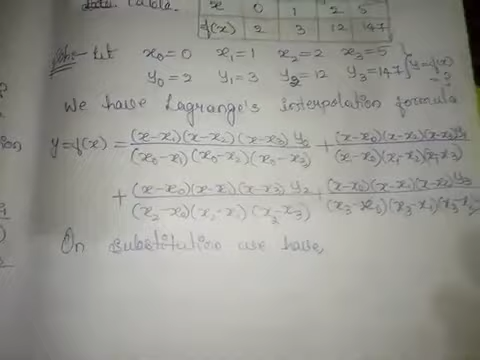 table.
x 0 1 2 5
f(x) 2 3 12 147
Soln:- Let x₀=0 x₁=1 x₂=2 x₃=5 } y=f(x)
y₀=2 y₁=3 y₂=12 y₃=147 } = ?
we have Lagrange's interpolation formula
y=f(x) = (x-x₁)(x-x₂)(x-x₃) y₀ / (x₀-x₁)(x₀-x₂)(x₀-x₃) + (x-x₀)(x-x₂)(x-x₃)y₁ / (x₁-x₀)(x₁-x₂)(x₁-x₃)
+ (x-x₀)(x-x₁)(x-x₃) y₂ / (x₂-x₀)(x₂-x₁)(x₂-x₃) + (x-x₀)(x-x₁)(x-x₂)y₃ / (x₃-x₀)(x₃-x₁)(x₃-x₂)
On substitution we have,